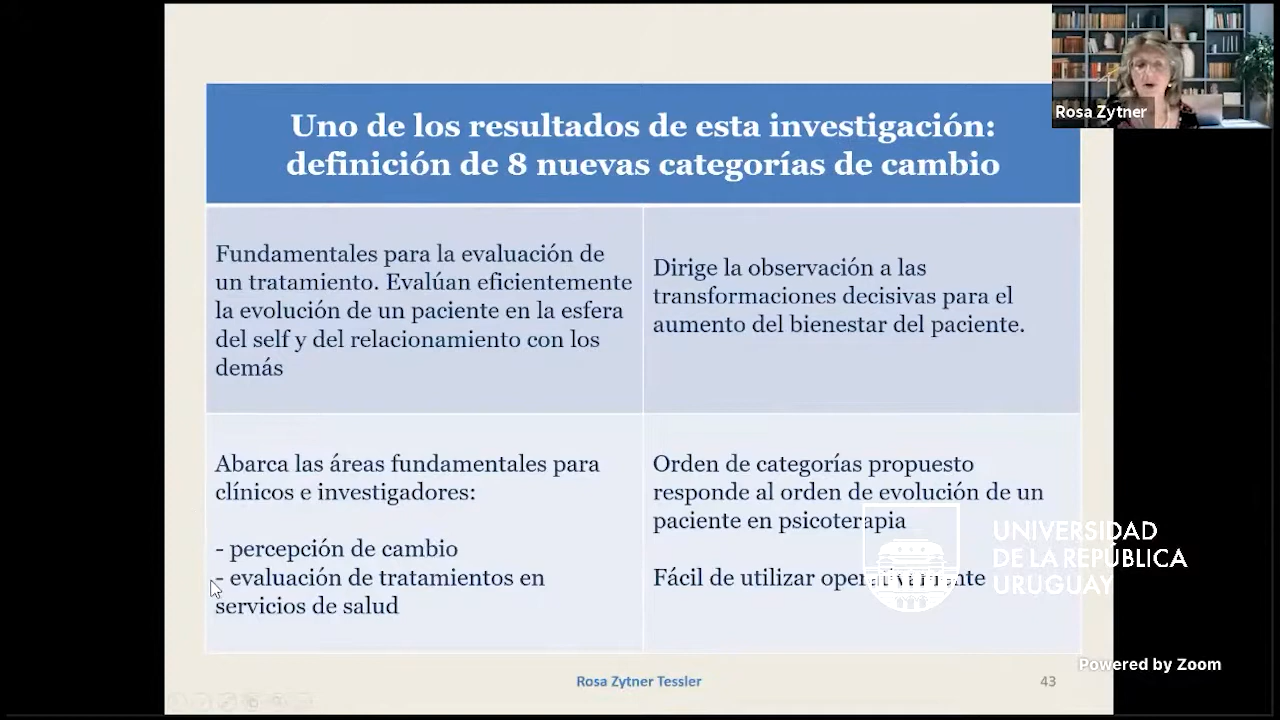 Uno de los resultados de esta investigación:
definición de 8 nuevas categorías de cambio
Fundamentales para la evaluación de
un tratamiento. Evalúan eficientemente
la evolución de un paciente en la esfera
del self y del relacionamiento con los
demás
Dirige la observación a las
transformaciones decisivas para el
aumento del bienestar del paciente.
Abarca las áreas fundamentales para
clínicos e investigadores:
- percepción de cambio
- evaluación de tratamientos en
servicios de salud
Orden de categorías propuesto
responde al orden de evolución de un
paciente en psicoterapia
Fácil de utilizar operativamente
Rosa Zytner Tessler
43
Rosa Zytner
UNIVERSIDAD
DE LA REPÚBLICA
URUGUAY
Powered by Zoom